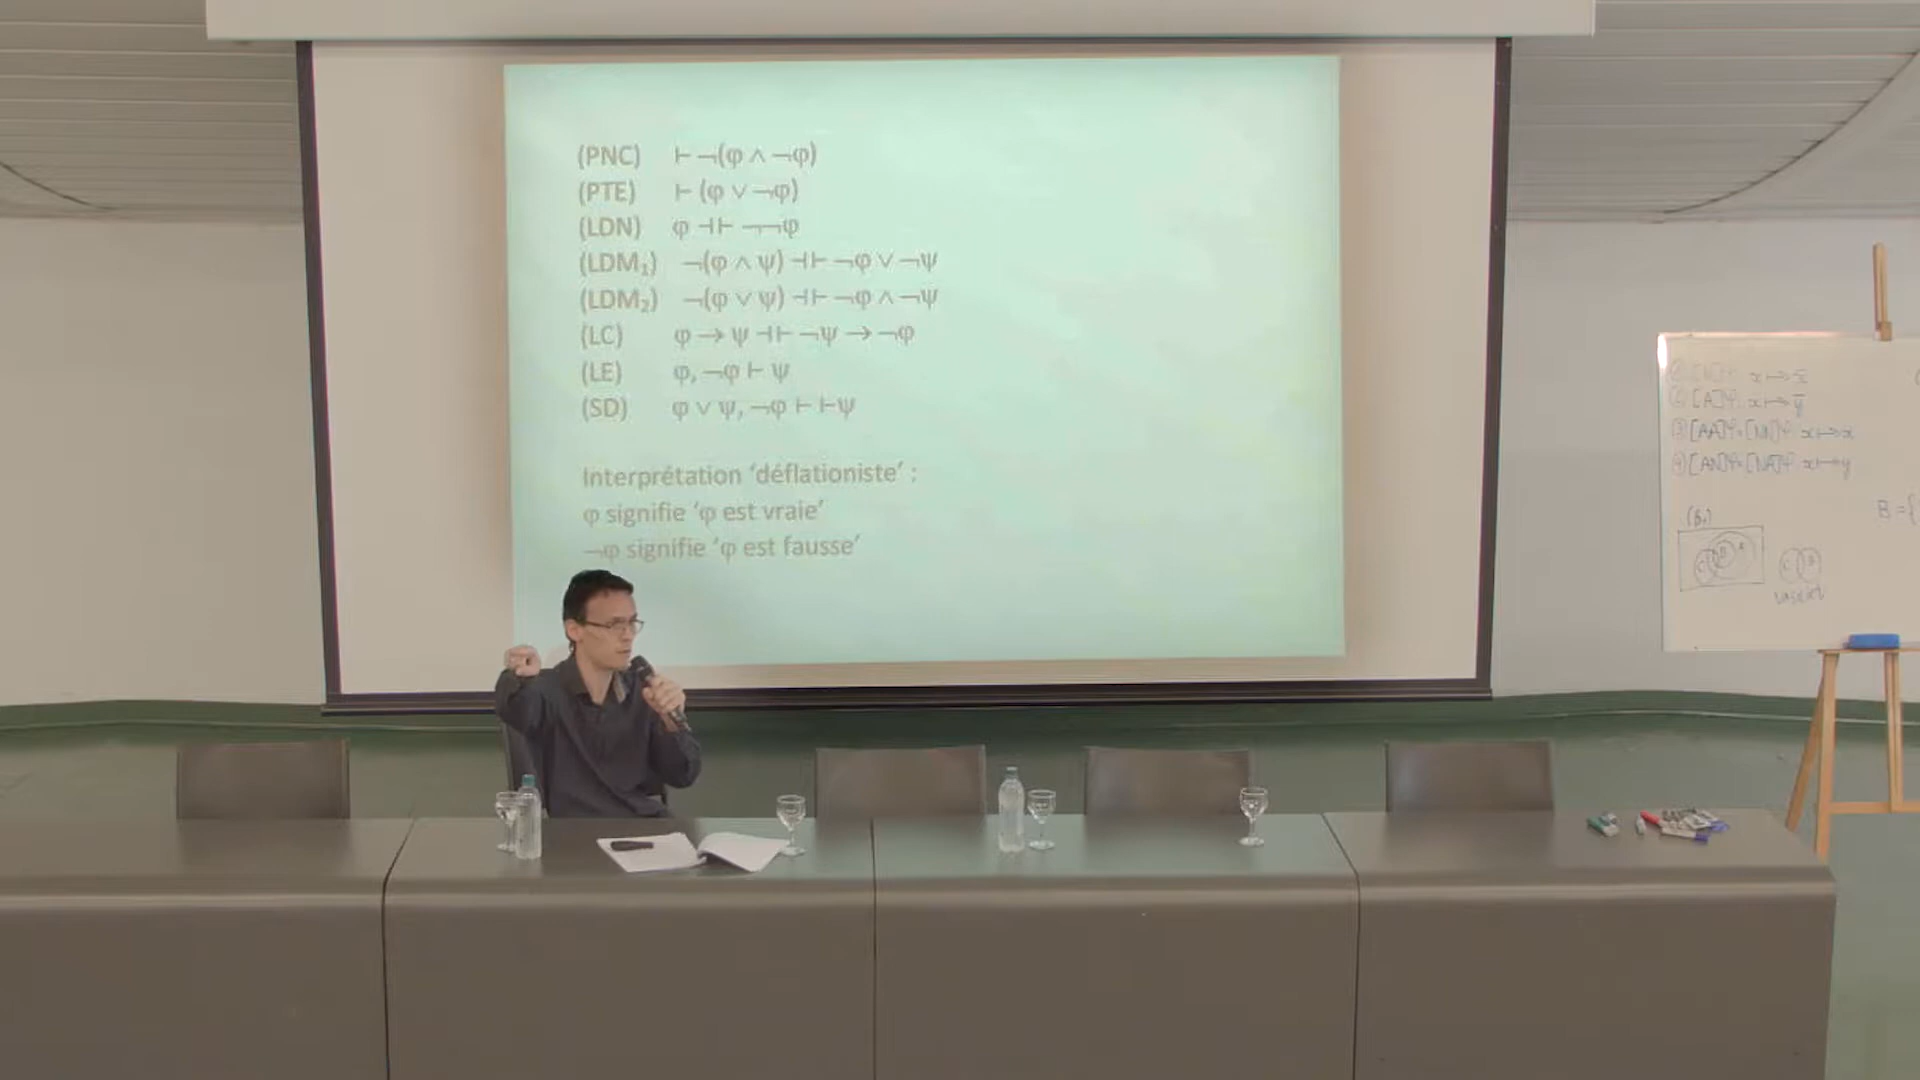 (PNC) ⊢ ¬(φ ∧ ¬φ)
(PTE) ⊢ (φ ∨ ¬φ)
(LDN) φ ⊣⊢ ¬¬φ
(LDM₁) ¬(φ ∧ ψ) ⊣⊢ ¬φ ∨ ¬ψ
(LDM₂) ¬(φ ∨ ψ) ⊣⊢ ¬φ ∧ ¬ψ
(LC) φ → ψ ⊣⊢ ¬ψ → ¬φ
(LE) φ, ¬φ ⊢ ψ
(SD) φ ∨ ψ, ¬φ ⊢ ⊢ψ
Interprétation ‘déflationiste’ :
φ signifie ‘φ est vraie’
¬φ signifie ‘φ est fausse’